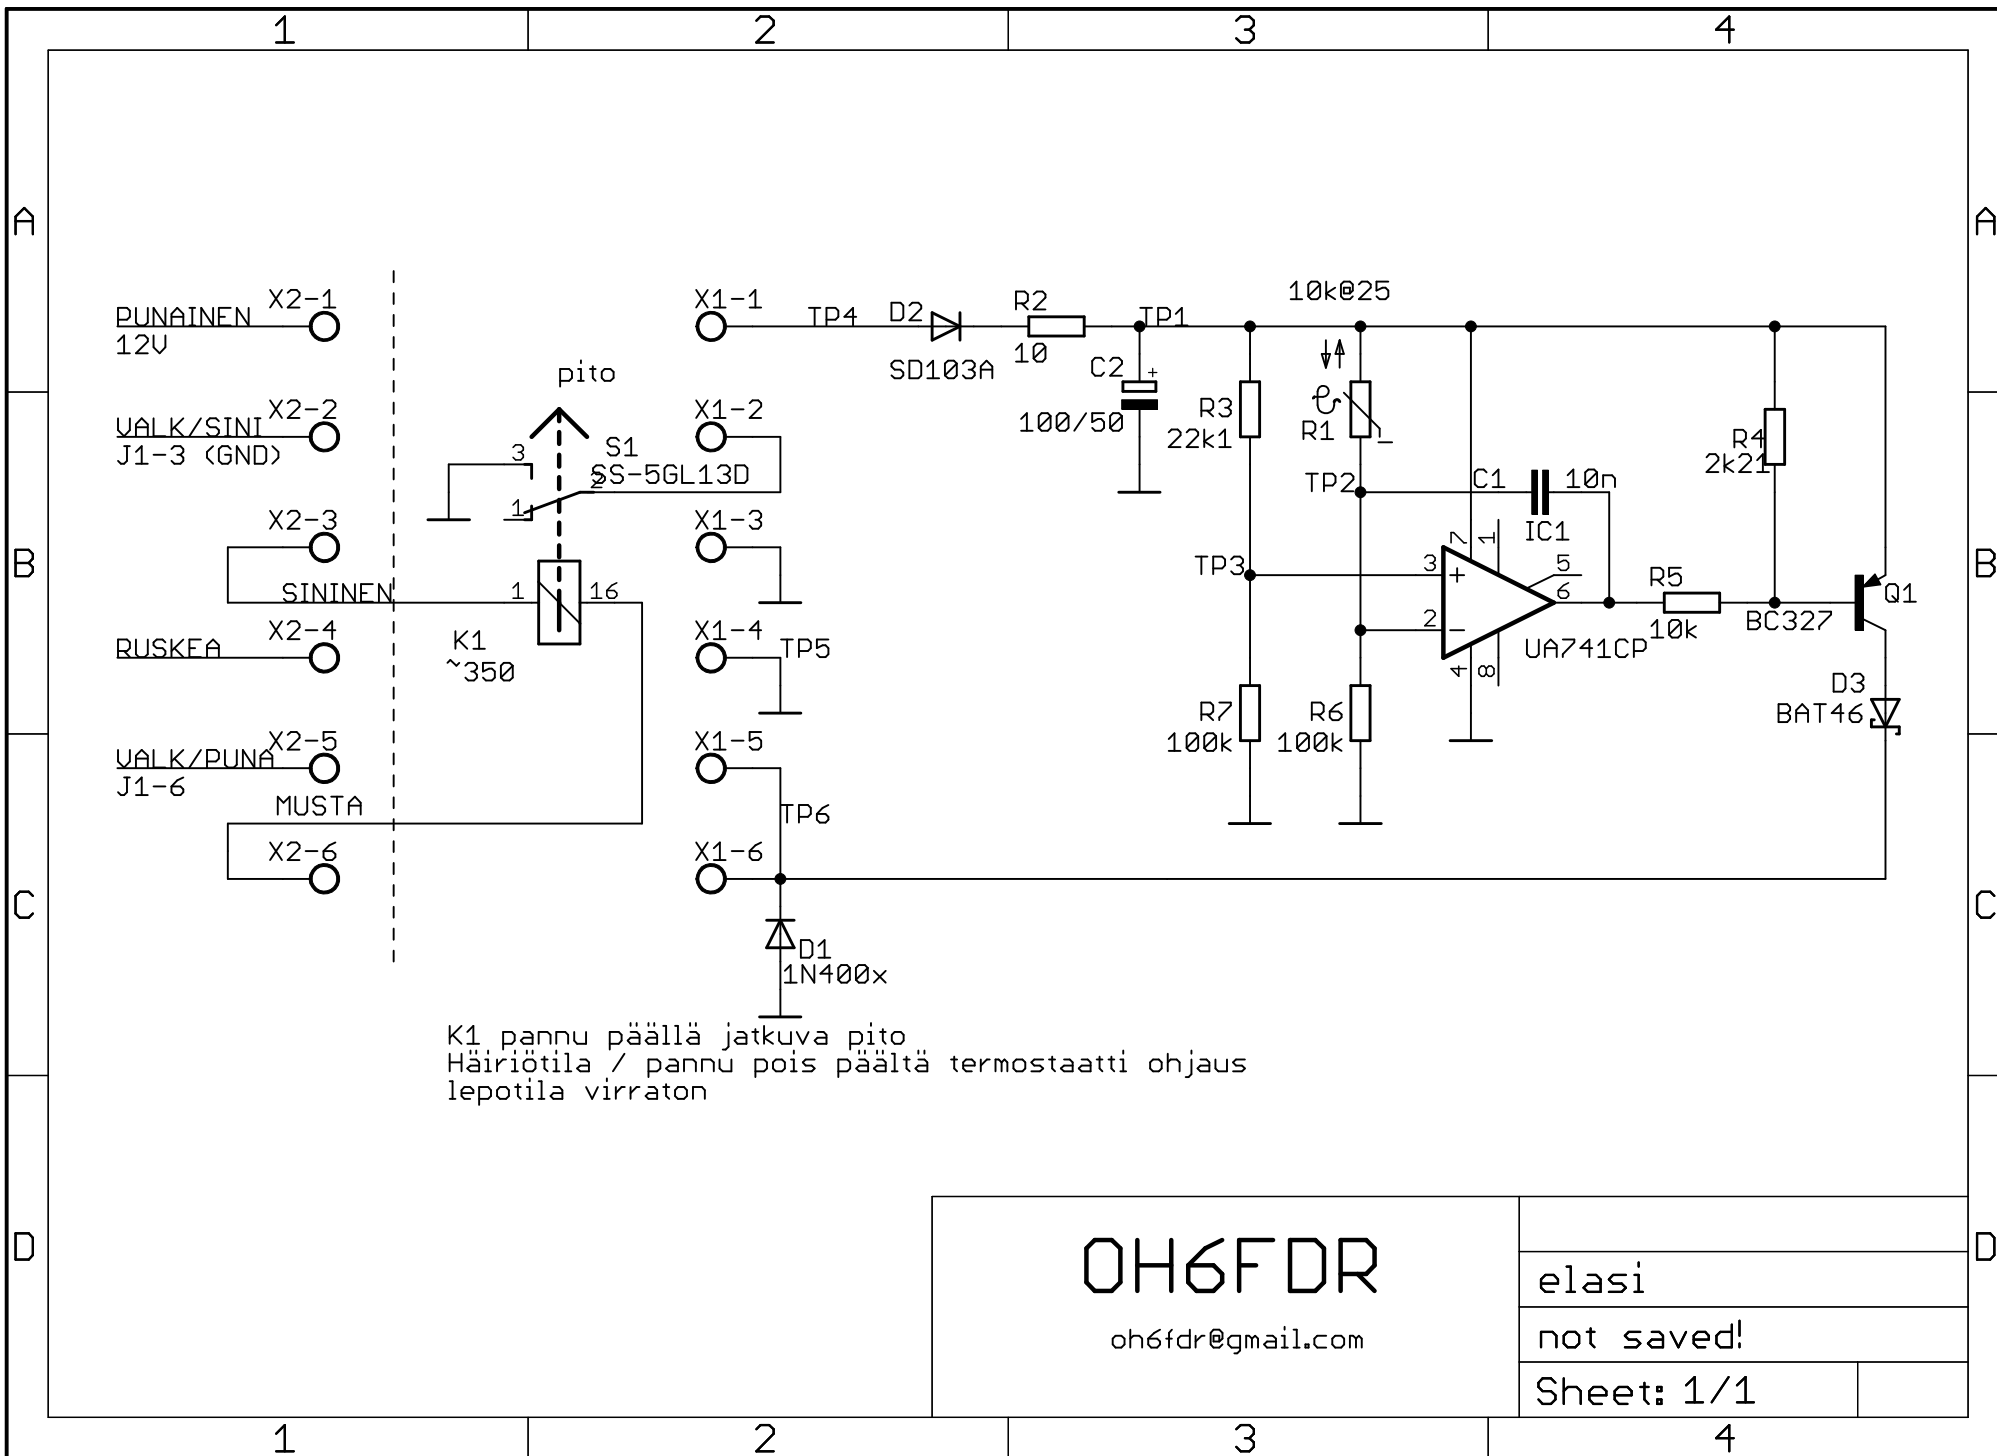 1 2 3 4
A A
X2-1
PUNAINEN
12V
X1-1
TP4
D2
SD103A
R2
10
TP1
10k@25
C2
+
100/50
R3
22k1
R1
R4
2k21
pito
X2-2
VALK/SINI
J1-3 (GND)
3
S1
SS-5GL13D
2
1
X1-2
TP2
C1
10n
IC1
B B
X2-3
SININEN
X1-3
1
16
K1
~350
TP3
3
+
2
-
7
1
5
6
4
8
UA741CP
R5
10k
BC327
Q1
X2-4
RUSKEA
X1-4
TP5
R7
100k
R6
100k
D3
BAT46
X2-5
VALK/PUNA
J1-6
MUSTA
X1-5
TP6
C C
X2-6
X1-6
D1
1N400x
K1 pannu päällä jatkuva pito
Häiriötila / pannu pois päältä termostaatti ohjaus
lepotila virraton
D D
OH6FDR
oh6fdr@gmail.com
elasi
not saved!
Sheet: 1/1
1 2 3 4